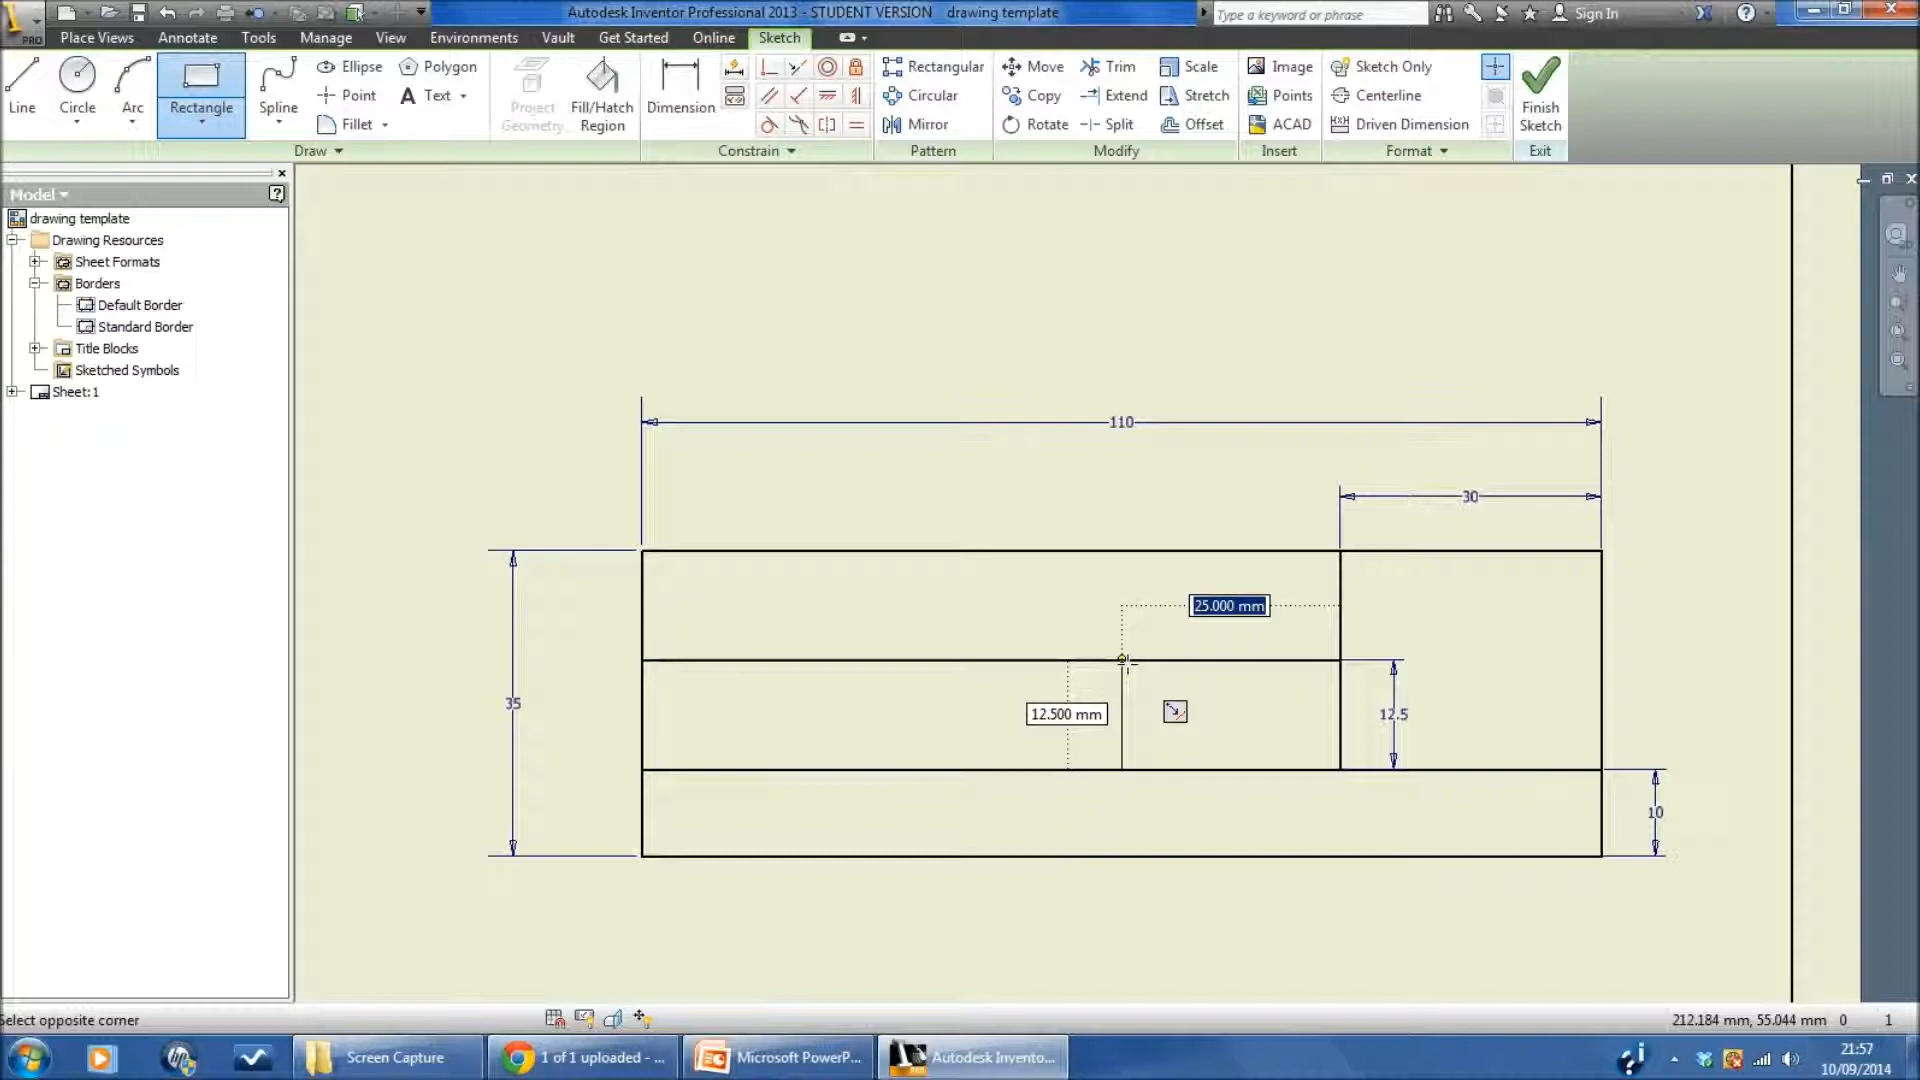 Autodesk Inventor Professional 2013 - STUDENT VERSION drawing template
Type a keyword or phrase
Sign In
PRO
Place Views
Annotate
Tools
Manage
View
Environments
Vault
Get Started
Online
Sketch
Line
Circle
Arc
Rectangle
Spline
Ellipse
Point
Fillet
Polygon
Text
Project Geometry
Fill/Hatch Region
Dimension
Rectangular
Circular
Mirror
Move
Copy
Rotate
Trim
Extend
Split
Scale
Stretch
Offset
Image
Points
ACAD
Sketch Only
Centerline
Driven Dimension
Finish Sketch
Draw
Constrain
Pattern
Modify
Insert
Format
Exit
Model
drawing template
Drawing Resources
Sheet Formats
Borders
Default Border
Standard Border
Title Blocks
Sketched Symbols
Sheet:1
110
30
25.000 mm
35
12.500 mm
12.5
10
Select opposite corner
212.184 mm, 55.044 mm 0 1
Screen Capture
1 of 1 uploaded - ...
Microsoft PowerP...
Autodesk Invento...
21:57
10/09/2014